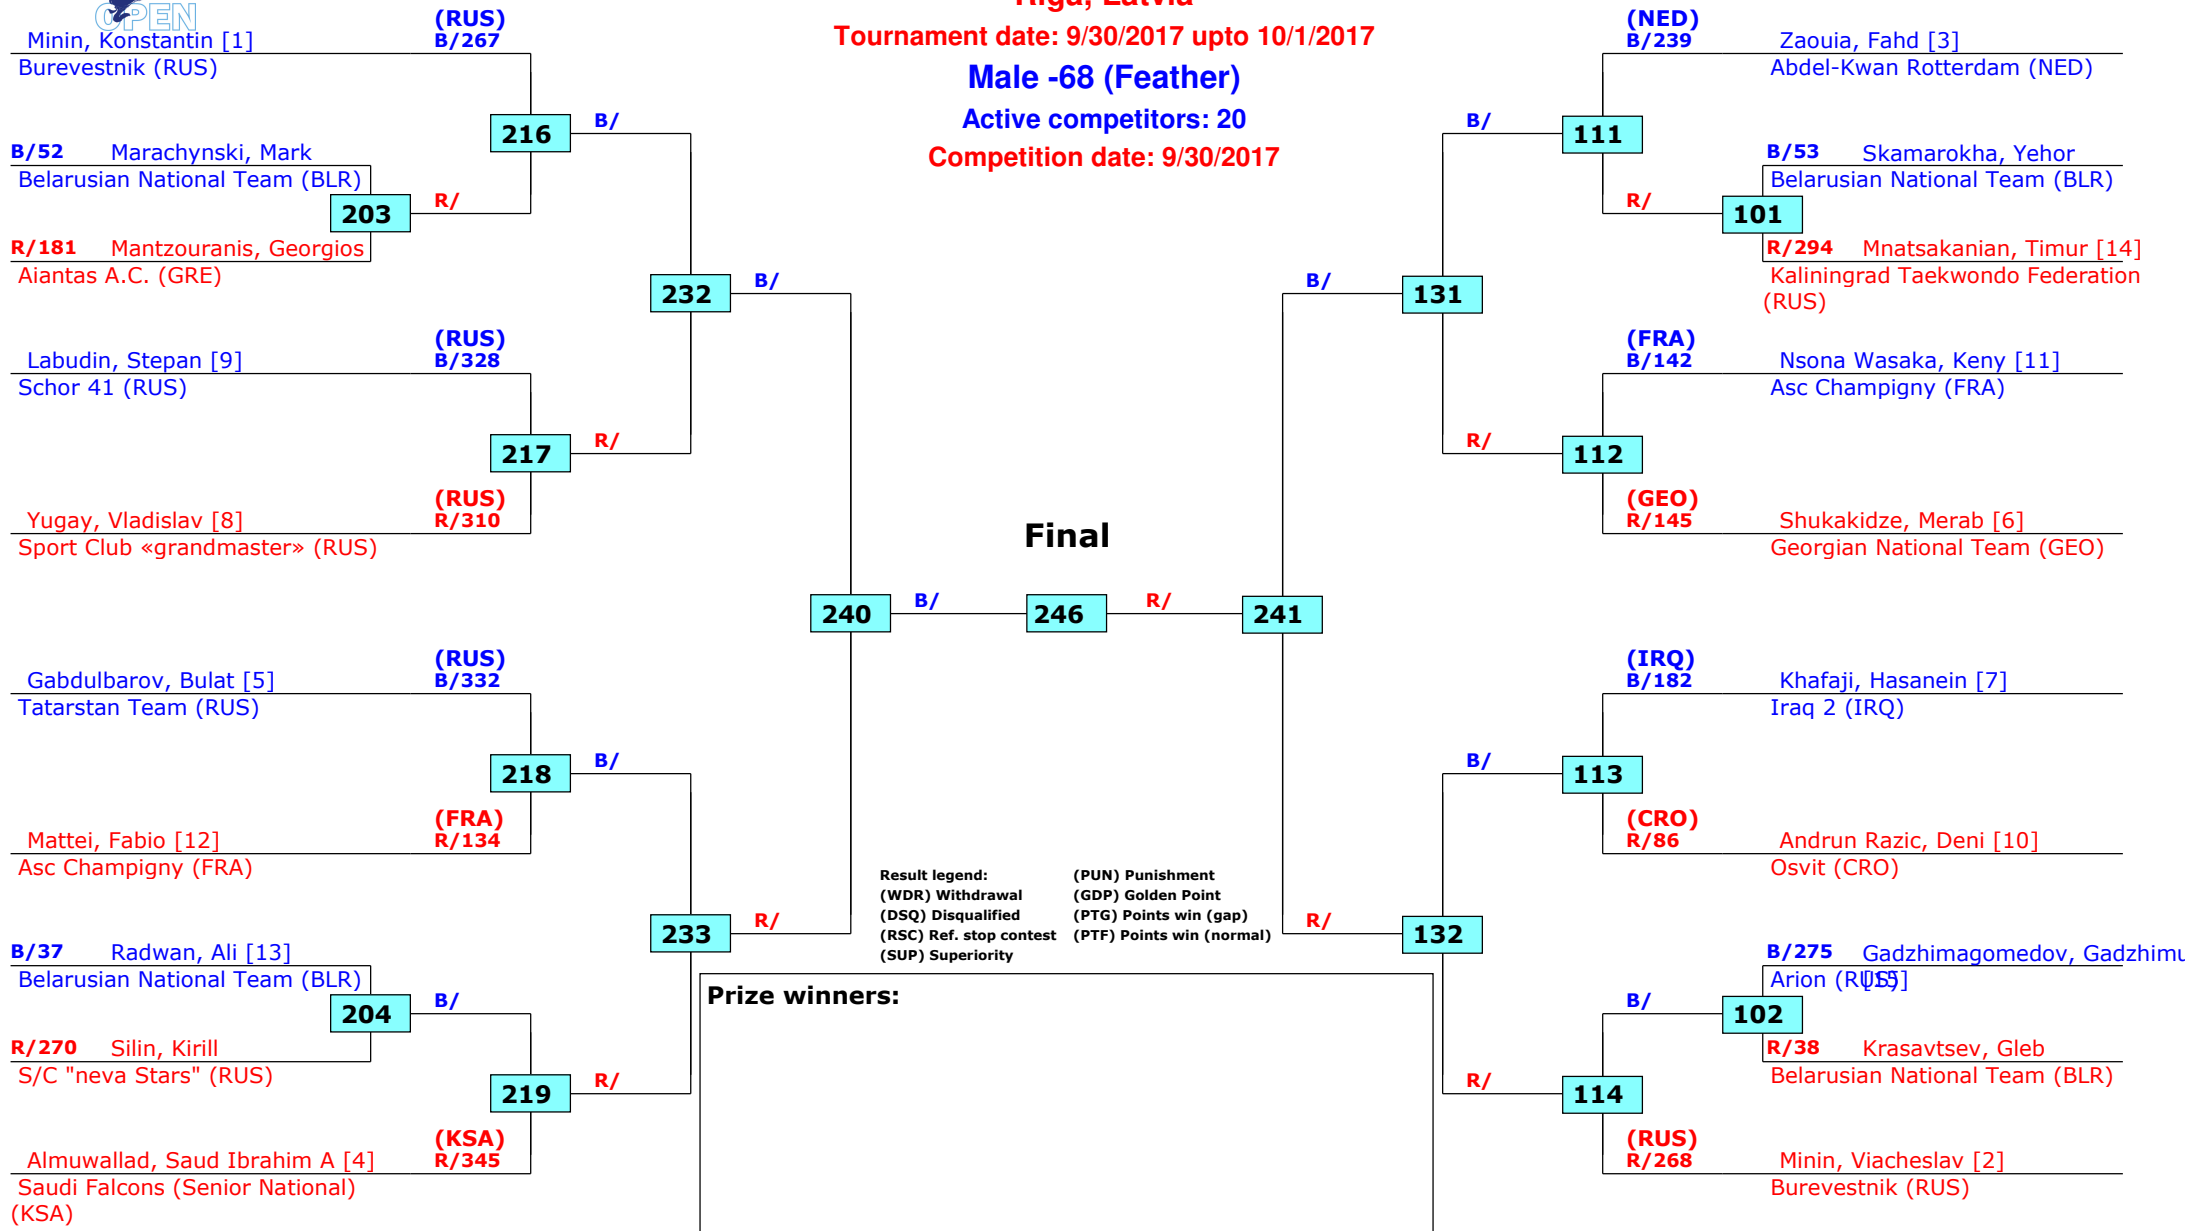 OPEN
Riga, Latvia
Tournament date: 9/30/2017 upto 10/1/2017
Male -68 (Feather)
Active competitors: 20
Competition date: 9/30/2017
(RUS)
Minin, Konstantin [1] B/267
Burevestnik (RUS)
216
B/
B/52 Marachynski, Mark
Belarusian National Team (BLR)
203
R/
R/181 Mantzouranis, Georgios
Aiantas A.C. (GRE)
232
B/
(RUS)
Labudin, Stepan [9] B/328
Schor 41 (RUS)
217
R/
(RUS)
Yugay, Vladislav [8] R/310
Sport Club «grandmaster» (RUS)
240
B/
(RUS)
Gabdulbarov, Bulat [5] B/332
Tatarstan Team (RUS)
218
B/
(FRA)
Mattei, Fabio [12] R/134
Asc Champigny (FRA)
233
R/
B/37 Radwan, Ali [13]
Belarusian National Team (BLR)
204
B/
R/270 Silin, Kirill
S/C "neva Stars" (RUS)
219
R/
(KSA)
Almuwallad, Saud Ibrahim A [4] R/345
Saudi Falcons (Senior National)
(KSA)
Final
246
R/
241
(NED)
B/239 Zaouia, Fahd [3]
Abdel-Kwan Rotterdam (NED)
B/
111
B/53 Skamarokha, Yehor
Belarusian National Team (BLR)
R/
101
R/294 Mnatsakanian, Timur [14]
Kaliningrad Taekwondo Federation
(RUS)
B/
131
(FRA)
B/142 Nsona Wasaka, Keny [11]
Asc Champigny (FRA)
R/
112
(GEO)
R/145 Shukakidze, Merab [6]
Georgian National Team (GEO)
(IRQ)
B/182 Khafaji, Hasanein [7]
Iraq 2 (IRQ)
B/
113
(CRO)
R/86 Andrun Razic, Deni [10]
Osvit (CRO)
R/
132
B/275 Gadzhimagomedov, Gadzhimu
Arion (RUS) [15]
B/
102
R/38 Krasavtsev, Gleb
Belarusian National Team (BLR)
R/
114
(RUS)
R/268 Minin, Viacheslav [2]
Burevestnik (RUS)
Result legend: (PUN) Punishment
(WDR) Withdrawal (GDP) Golden Point
(DSQ) Disqualified (PTG) Points win (gap)
(RSC) Ref. stop contest (PTF) Points win (normal)
(SUP) Superiority
Prize winners: